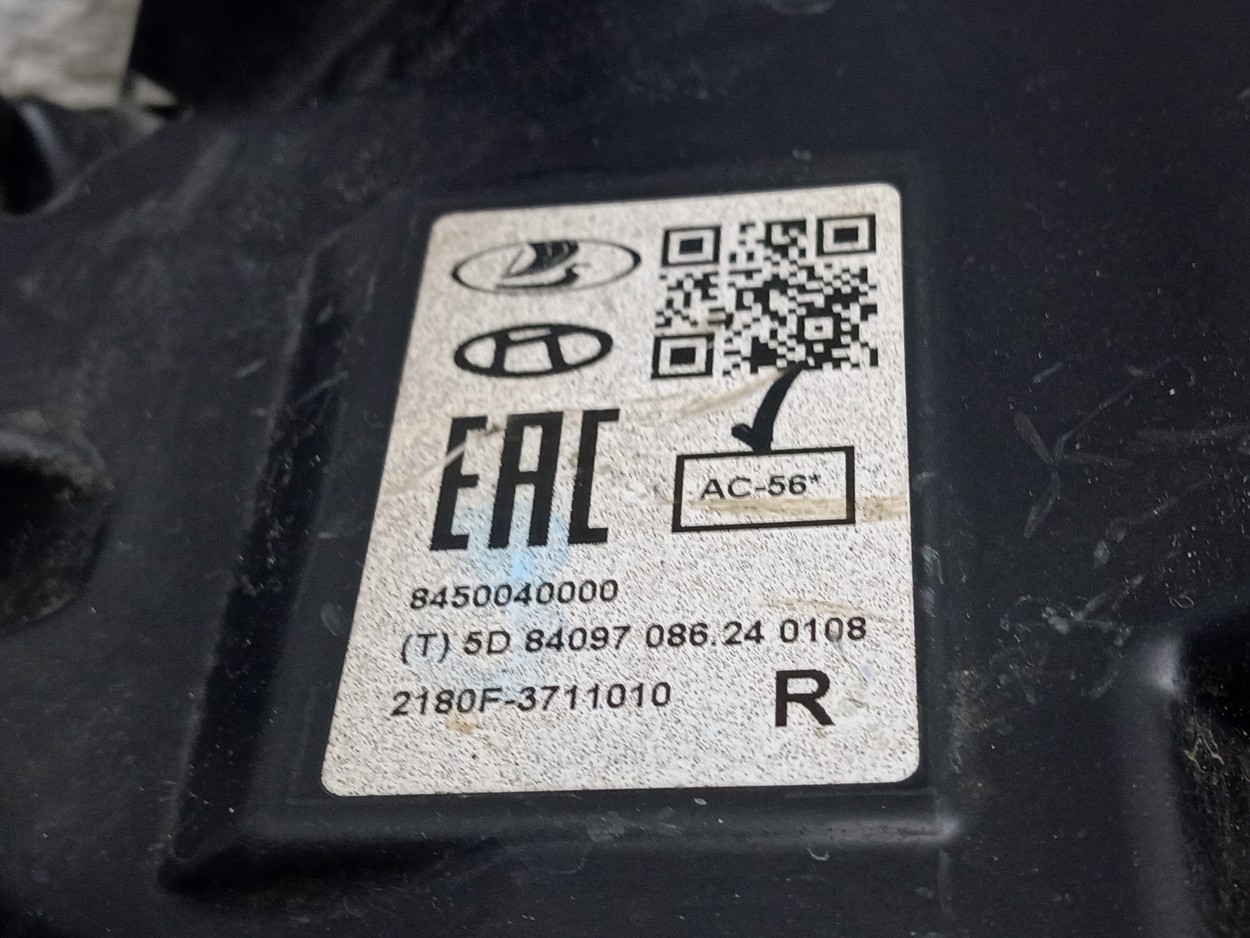 EAC
AC-56*
8450040000
(T) 5D 84097 086.24 0108
2180F-3711010
R